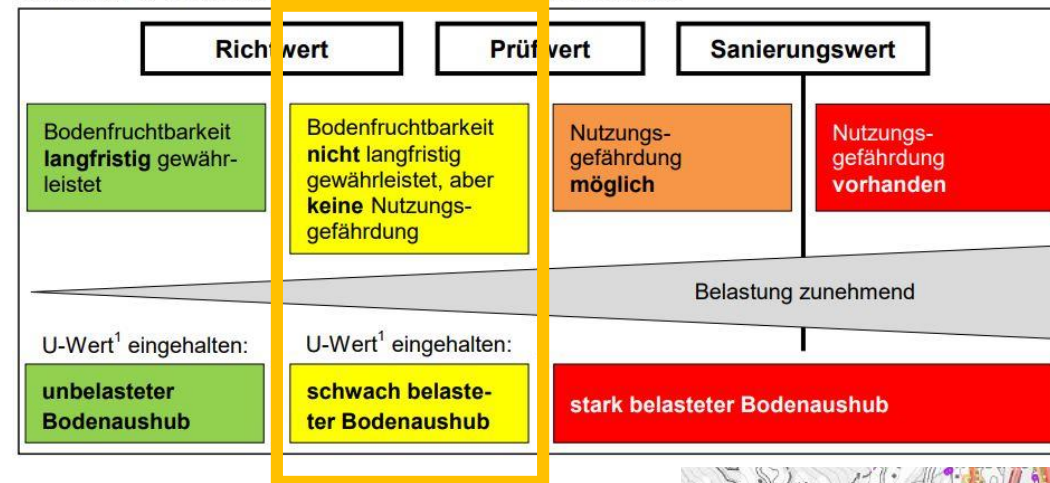 Richtwert
Prüfwert
Sanierungswert
Bodenfruchtbarkeit
langfristig gewähr-
leistet
Bodenfruchtbarkeit
nicht langfristig
gewährleistet, aber
keine Nutzungs-
gefährdung
Nutzungs-
gefährdung
möglich
Nutzungs-
gefährdung
vorhanden
Belastung zunehmend
U-Wert¹ eingehalten:
unbelasteter
Bodenaushub
U-Wert¹ eingehalten:
schwach belaste-
ter Bodenaushub
stark belasteter Bodenaushub